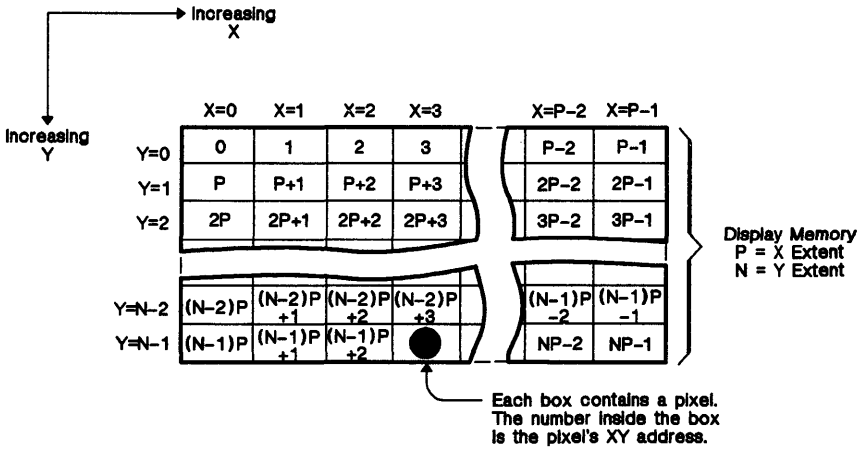 Increasing
X
Increasing
Y
X=0 X=1 X=2 X=3 X=P-2 X=P-1
Y=0 0 1 2 3 P-2 P-1
Y=1 P P+1 P+2 P+3 2P-2 2P-1
Y=2 2P 2P+1 2P+2 2P+3 3P-2 3P-1
Display Memory
P = X Extent
N = Y Extent
Y=N-2 (N-2)P (N-2)P (N-2)P (N-2)P (N-1)P (N-1)P
+1 +2 +3 -2 -1
Y=N-1 (N-1)P (N-1)P (N-1)P NP-2 NP-1
+1 +2
Each box contains a pixel.
The number inside the box
is the pixel's XY address.